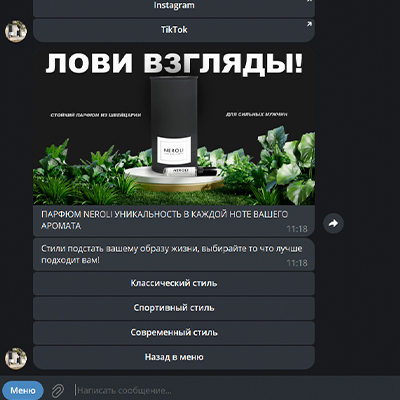 Instagram
TikTok
ЛОВИ ВЗГЛЯДЫ!
СТОЙКИЙ ПАРФЮМ ИЗ ШВЕЙЦАРИИ
ДЛЯ СИЛЬНЫХ МУЖЧИН
NEROLI
NEROLI
ПАРФЮМ NEROLI УНИКАЛЬНОСТЬ В КАЖДОЙ НОТЕ ВАШЕГО
АРОМАТА
11:18
Стили подстать вашему образу жизни, выбирайте то что лучше
подходит вам!
11:18
Классический стиль
Спортивный стиль
Современный стиль
Назад в меню
Меню
Написать сообщение...